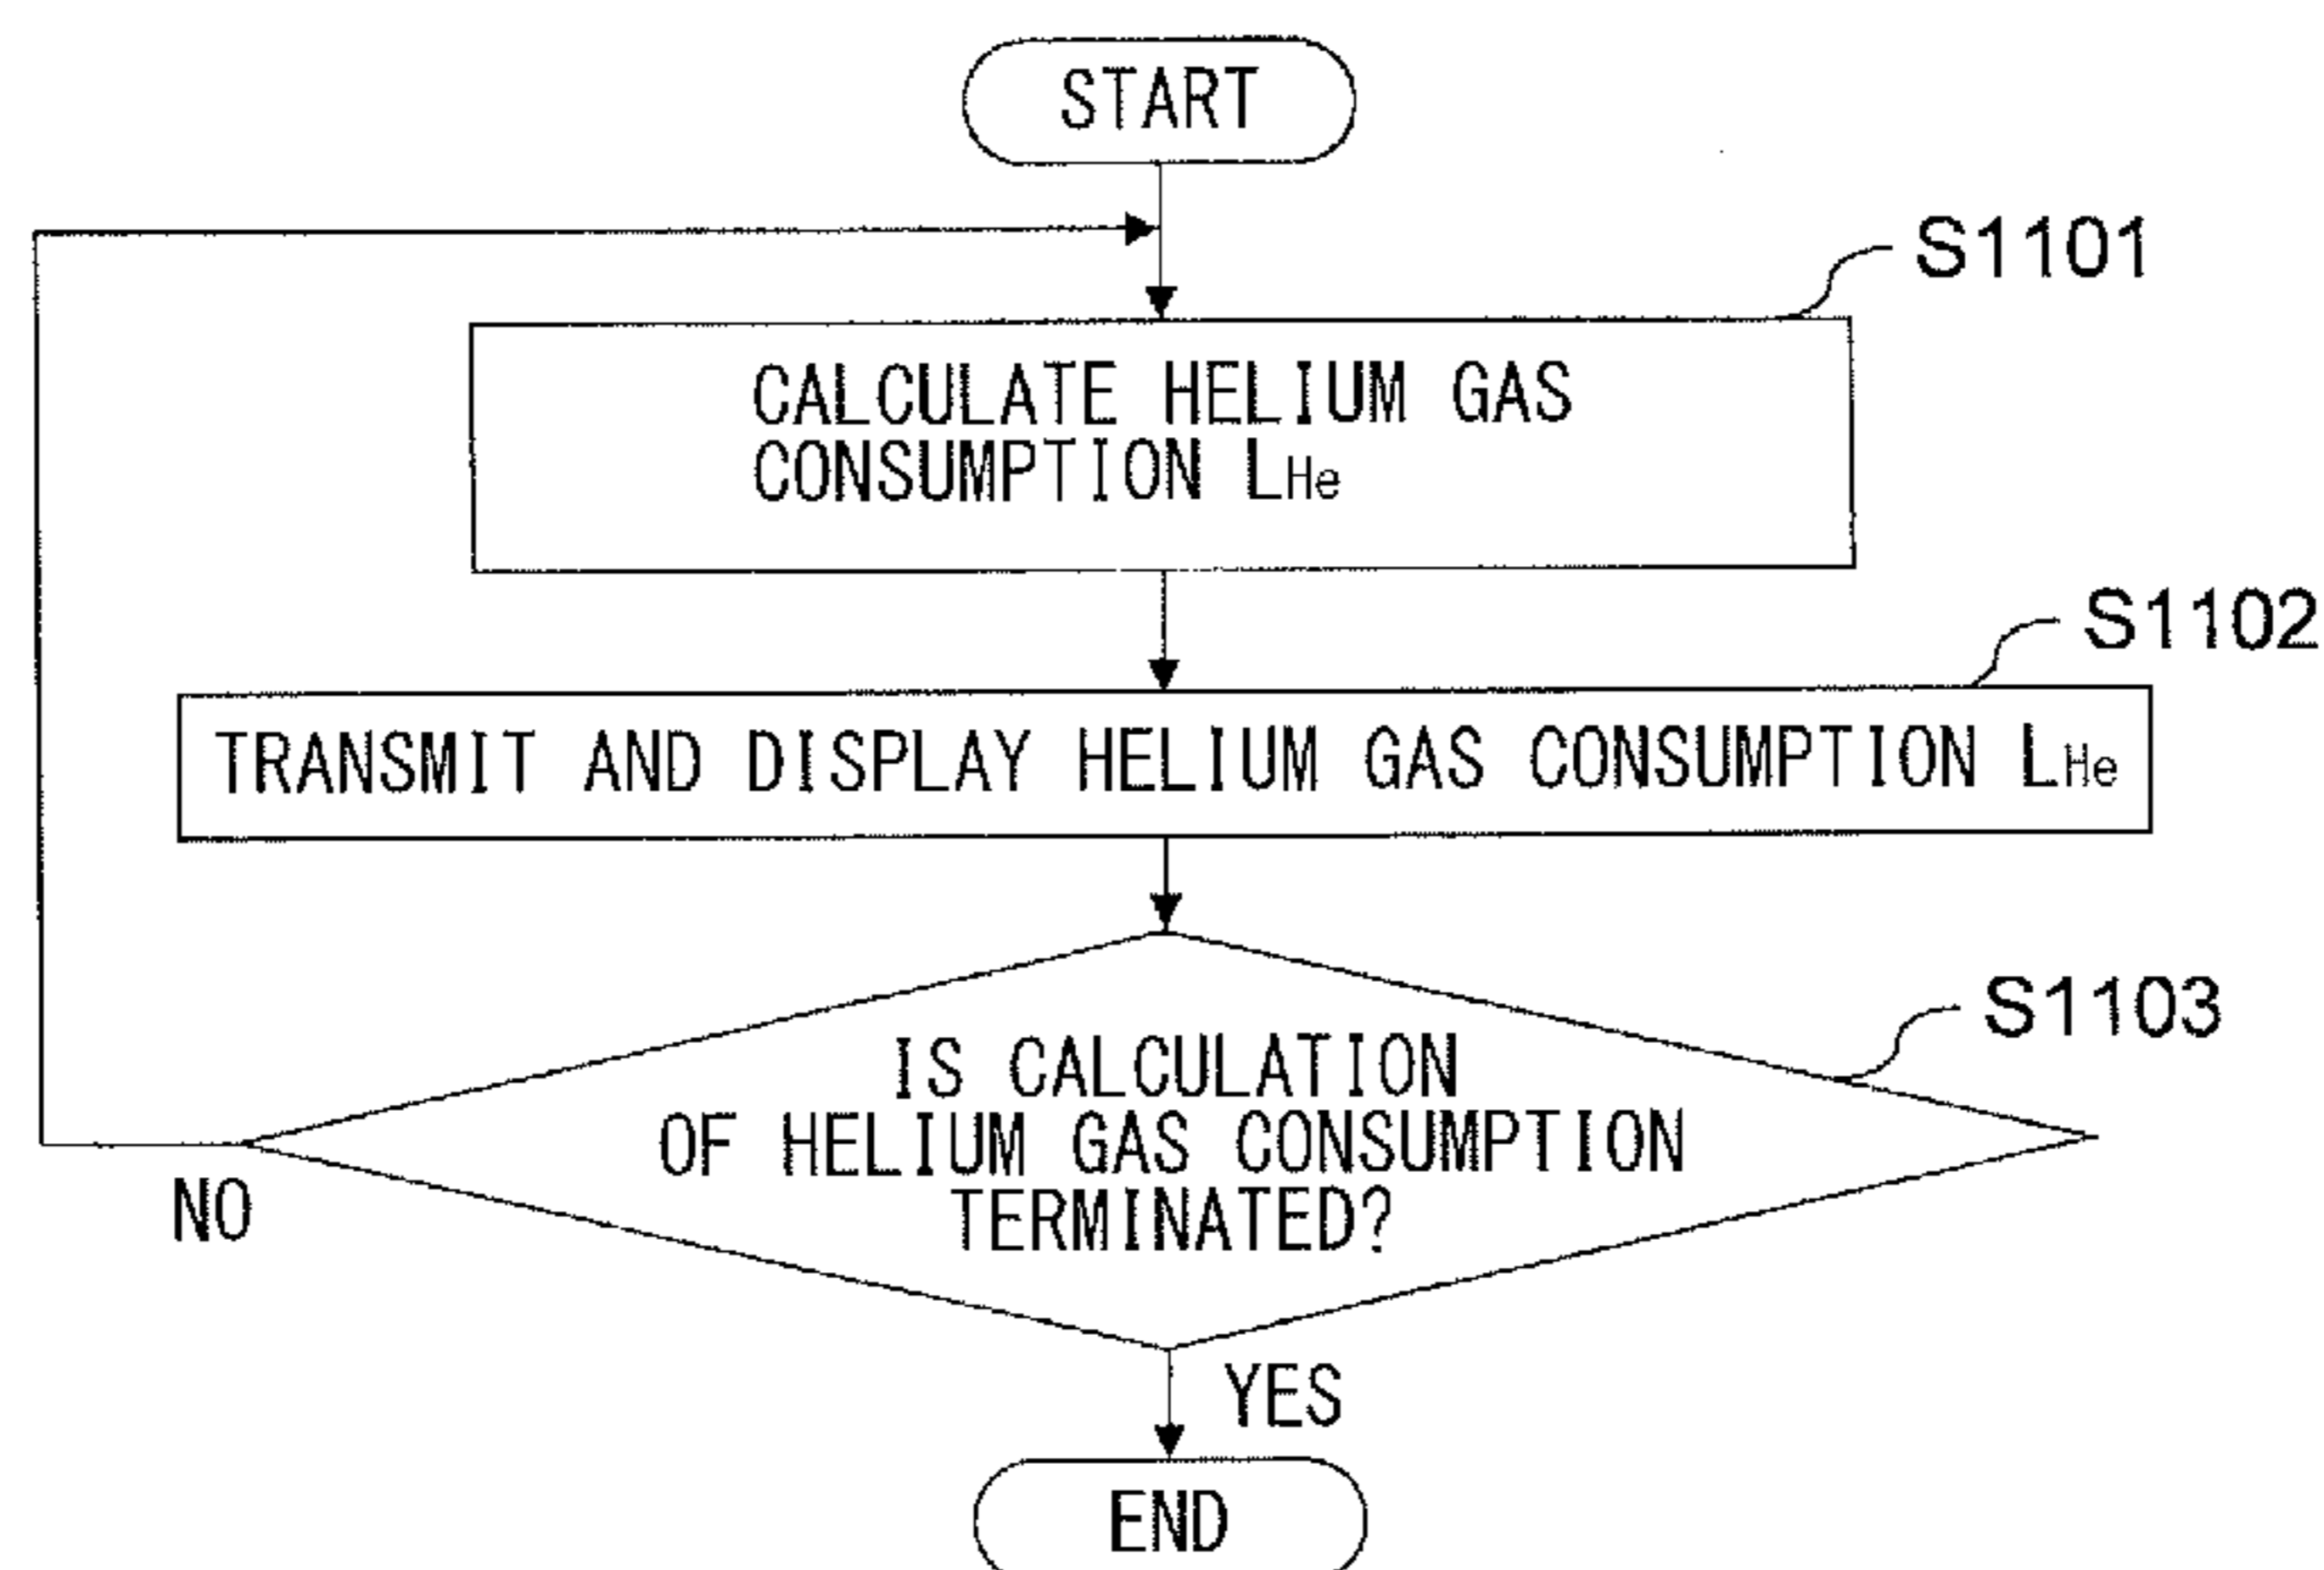 START
S1101
CALCULATE HELIUM GAS
CONSUMPTION LHe
S1102
TRANSMIT AND DISPLAY HELIUM GAS CONSUMPTION LHe
S1103
IS CALCULATION
OF HELIUM GAS CONSUMPTION
TERMINATED?
NO
YES
END